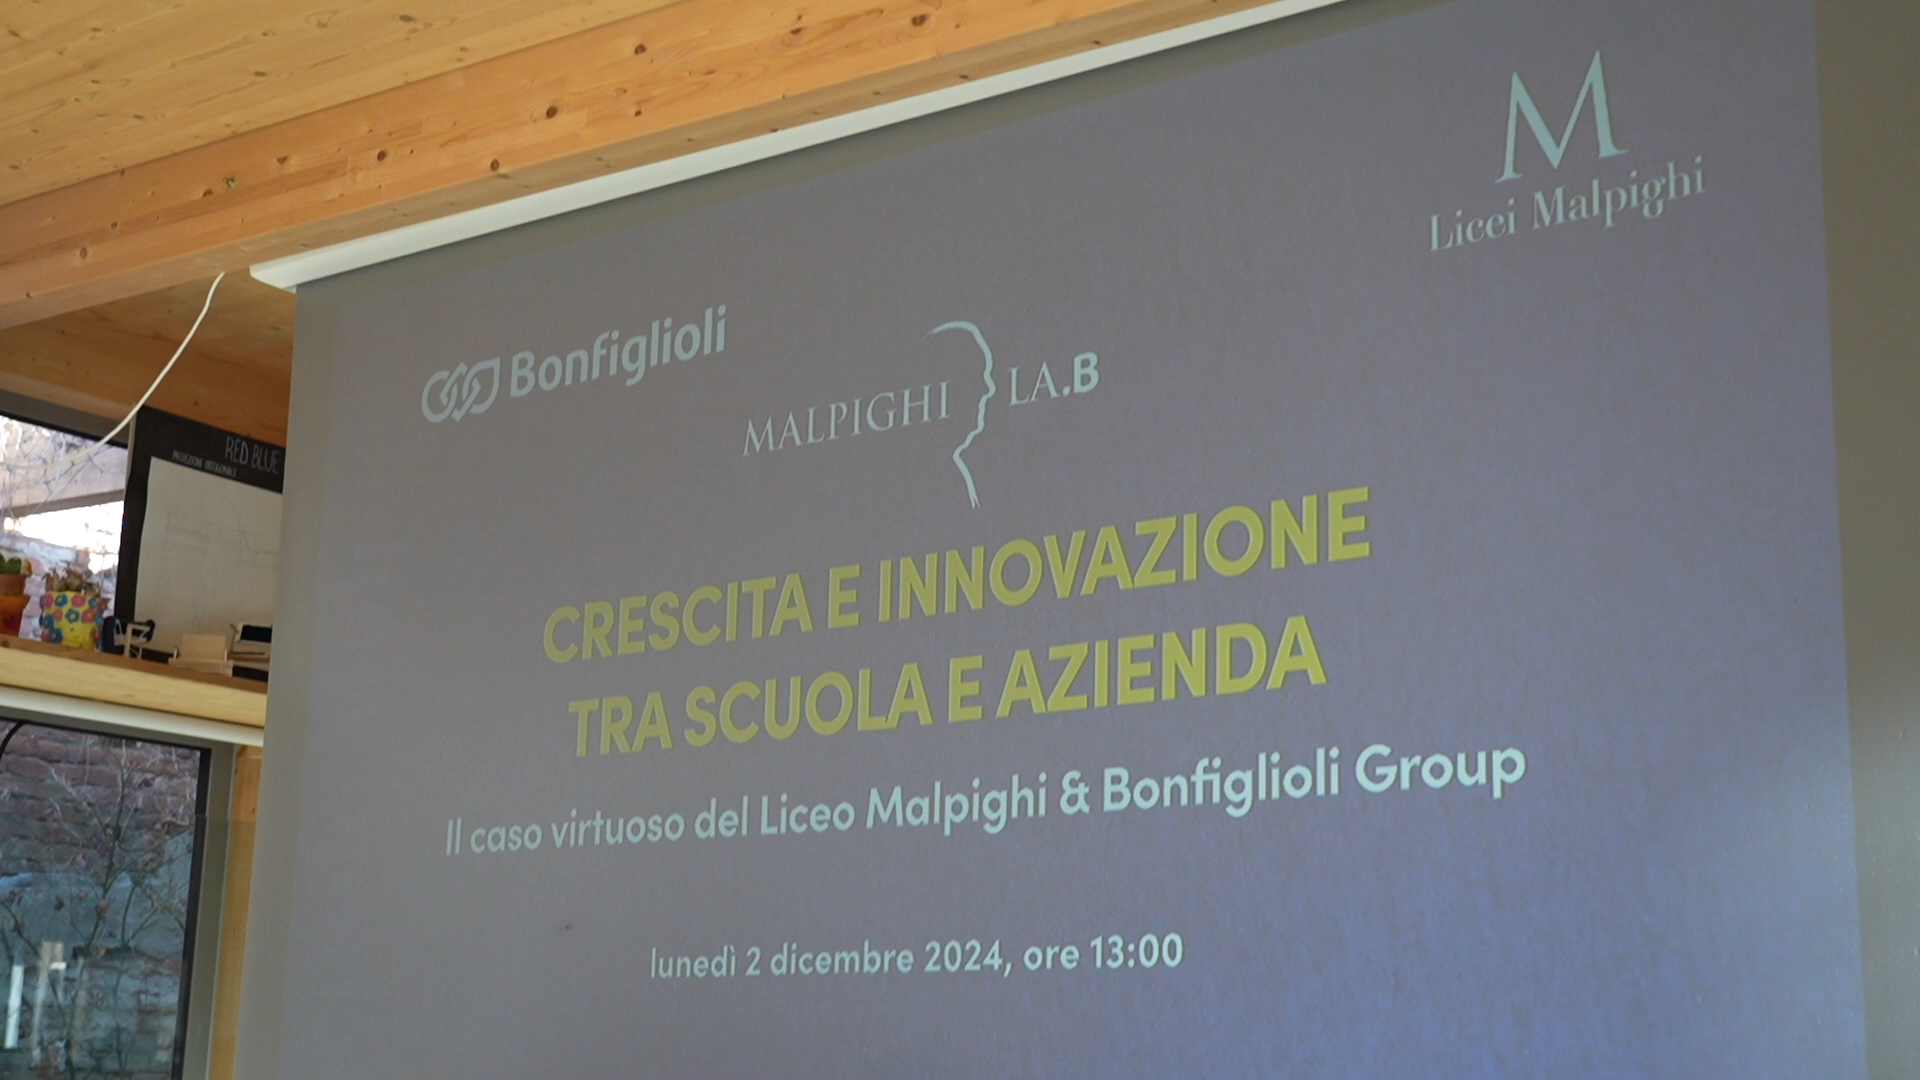 M
Licei Malpighi
Bonfiglioli
MALPIGHI LA.B
CRESCITA E INNOVAZIONE
TRA SCUOLA E AZIENDA
Il caso virtuoso del Liceo Malpighi & Bonfiglioli Group
lunedì 2 dicembre 2024, ore 13:00
RED BLUE